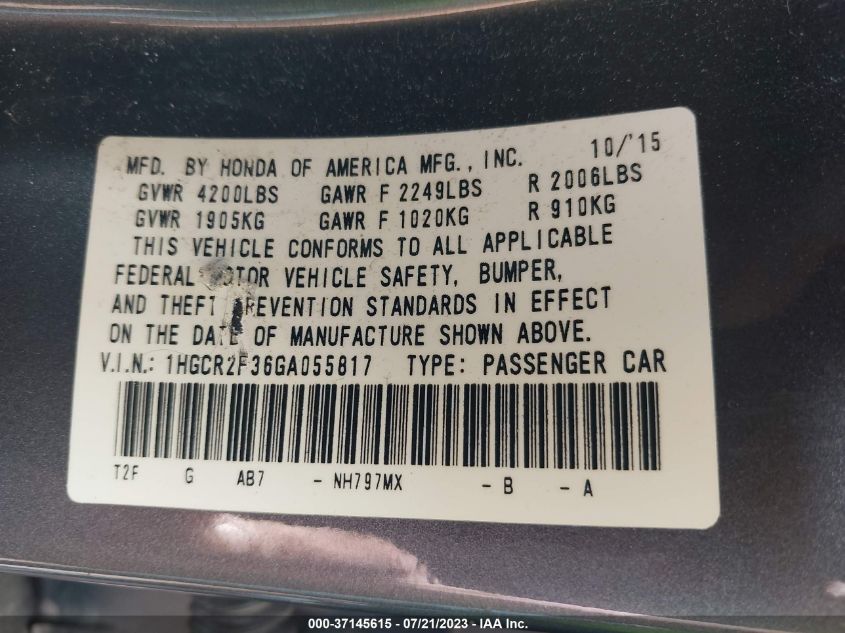 MFD. BY HONDA OF AMERICA MFG., INC. 10/'15
GVWR 4200LBS GAWR F 2249LBS R 2006LBS
GVWR 1905KG GAWR F 1020KG R 910KG
THIS VEHICLE CONFORMS TO ALL APPLICABLE
FEDERAL VEHICLE SAFETY, BUMPER,
AND THEFT PREVENTION STANDARDS IN EFFECT
ON THE DATE OF MANUFACTURE SHOWN ABOVE.
V.I.N.: 1HGCR2F36GA055817 TYPE: PASSENGER CAR
T2F G AB7 - NH797MX - B - A
000-37145615 - 07/21/2023 - IAA Inc.